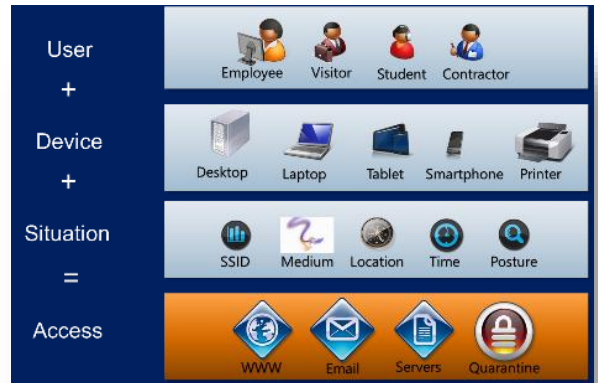 User
Employee Visitor Student Contractor
+
Device
Desktop Laptop Tablet Smartphone Printer
+
Situation
SSID Medium Location Time Posture
=
Access
WWW Email Servers Quarantine